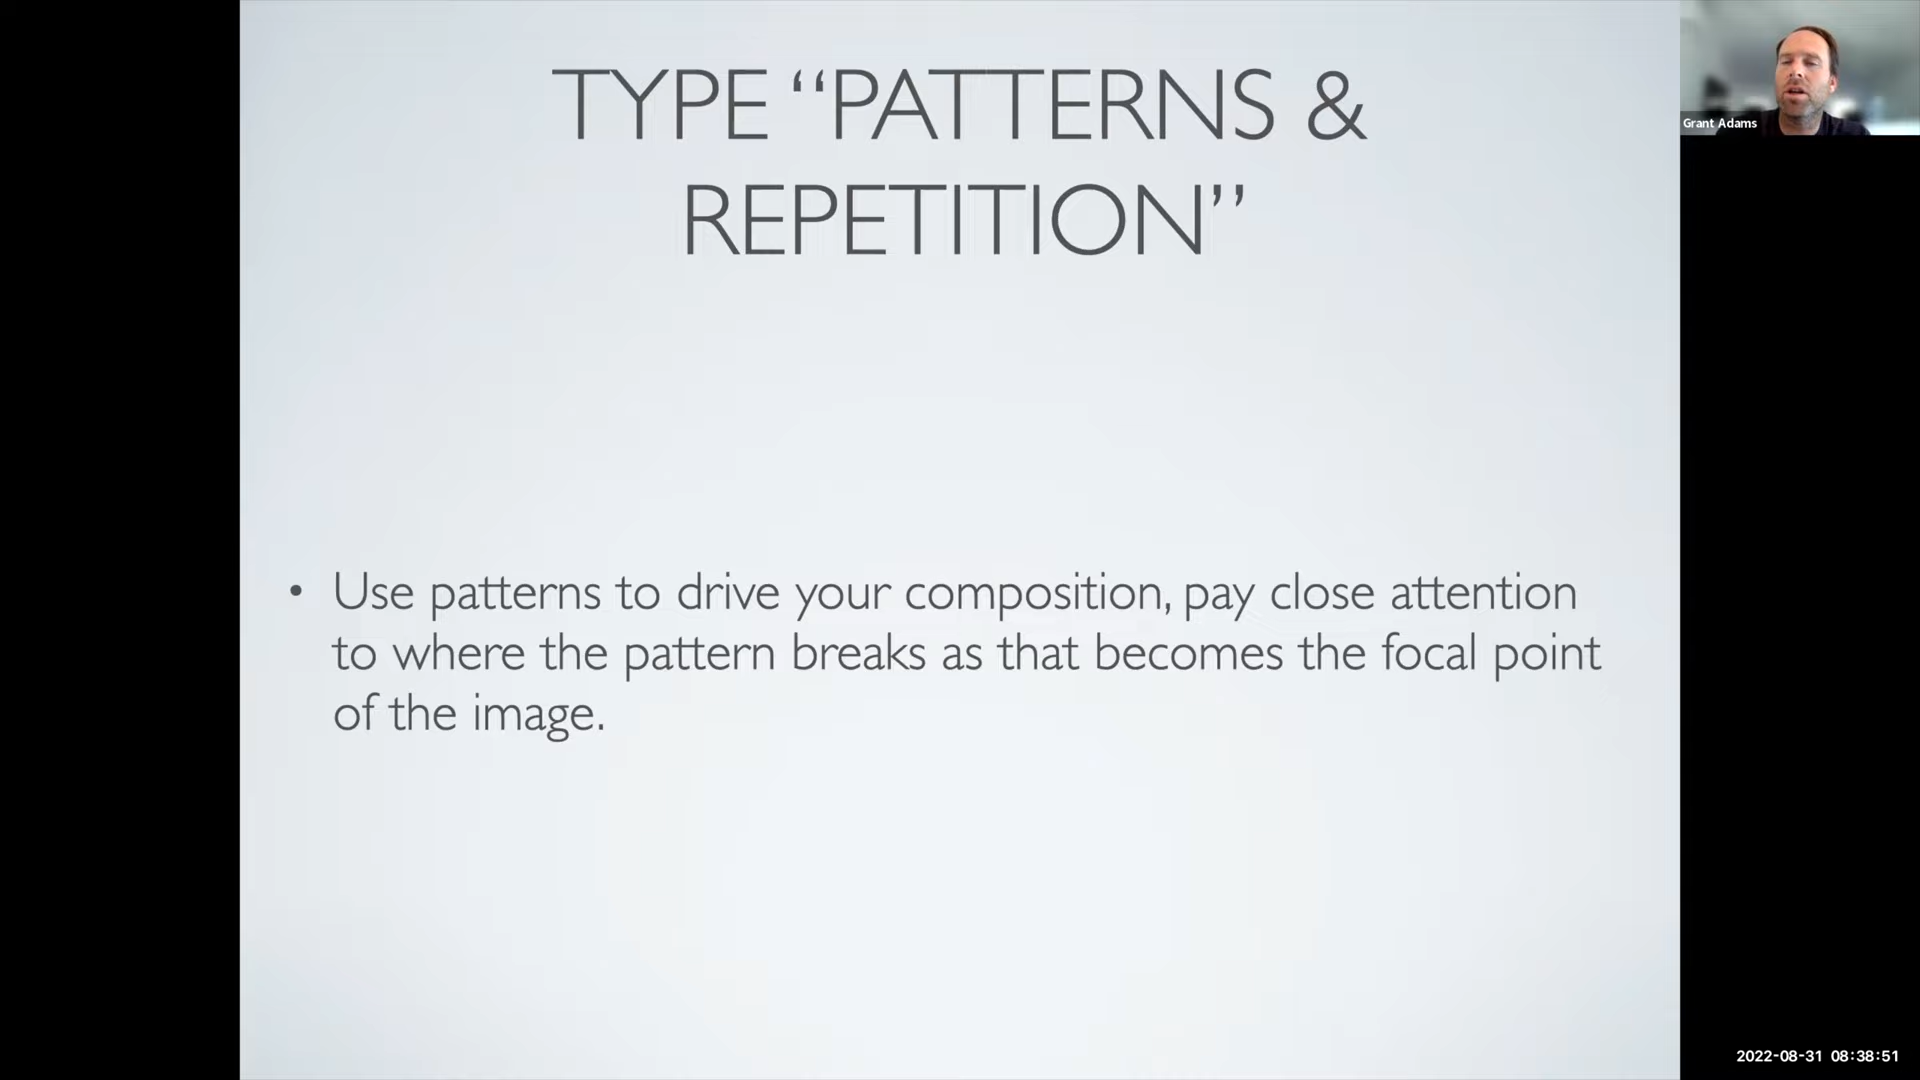 TYPE “PATTERNS &
REPETITION”
Grant Adams
• Use patterns to drive your composition, pay close attention
to where the pattern breaks as that becomes the focal point
of the image.
2022-08-31 08:38:51